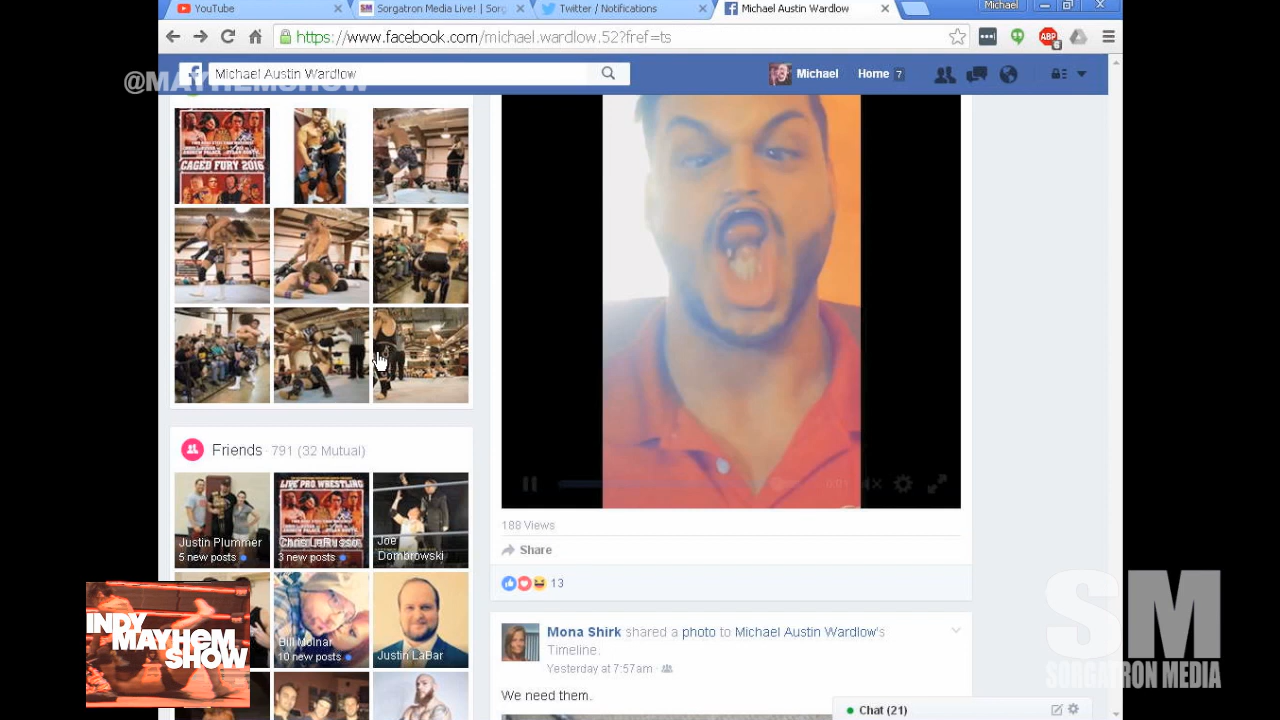 YouTube
Sorgatron Media Live! | Sorg
Twitter / Notifications
Michael Austin Wardlow
Michael
https://www.facebook.com/michael.wardlow.52?fref=ts
ABP
6
@MAYHEMSHOW
Michael Austin Wardlow
Michael
Home 7
CAGED FURY 2016
188 Views
Share
13
Friends · 791 (32 Mutual)
LIVE PRO WRESTLING
Justin Plummer
5 new posts
Chris LeRusso
3 new posts
Joe
Dombrowski
Bill Molnar
10 new posts
Justin LaBar
INDY
MAYHEM
SHOW
Mona Shirk shared a photo to Michael Austin Wardlow's
Timeline.
Yesterday at 7:57am
We need them.
Chat (21)
SM
SORGATRON MEDIA